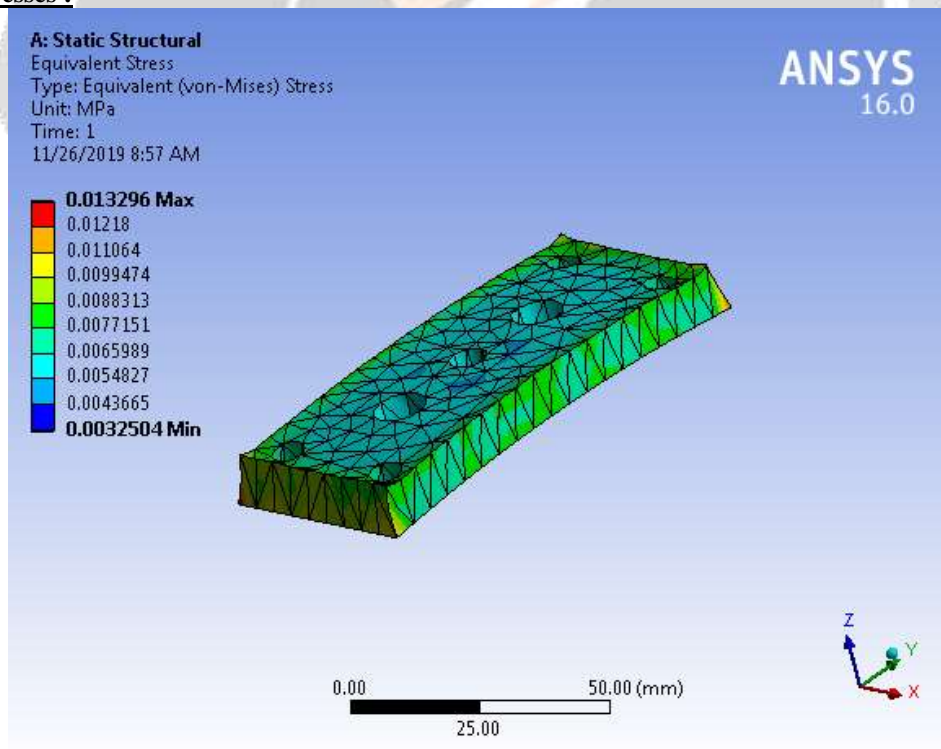 A: Static Structural
Equivalent Stress
Type: Equivalent (von-Mises) Stress
Unit: MPa
Time: 1
11/26/2019 8:57 AM
ANSYS
16.0
0.013296 Max
0.01218
0.011064
0.0099474
0.0088313
0.0077151
0.0065989
0.0054827
0.0043665
0.0032504 Min
Z
Y
X
0.00 50.00 (mm)
25.00